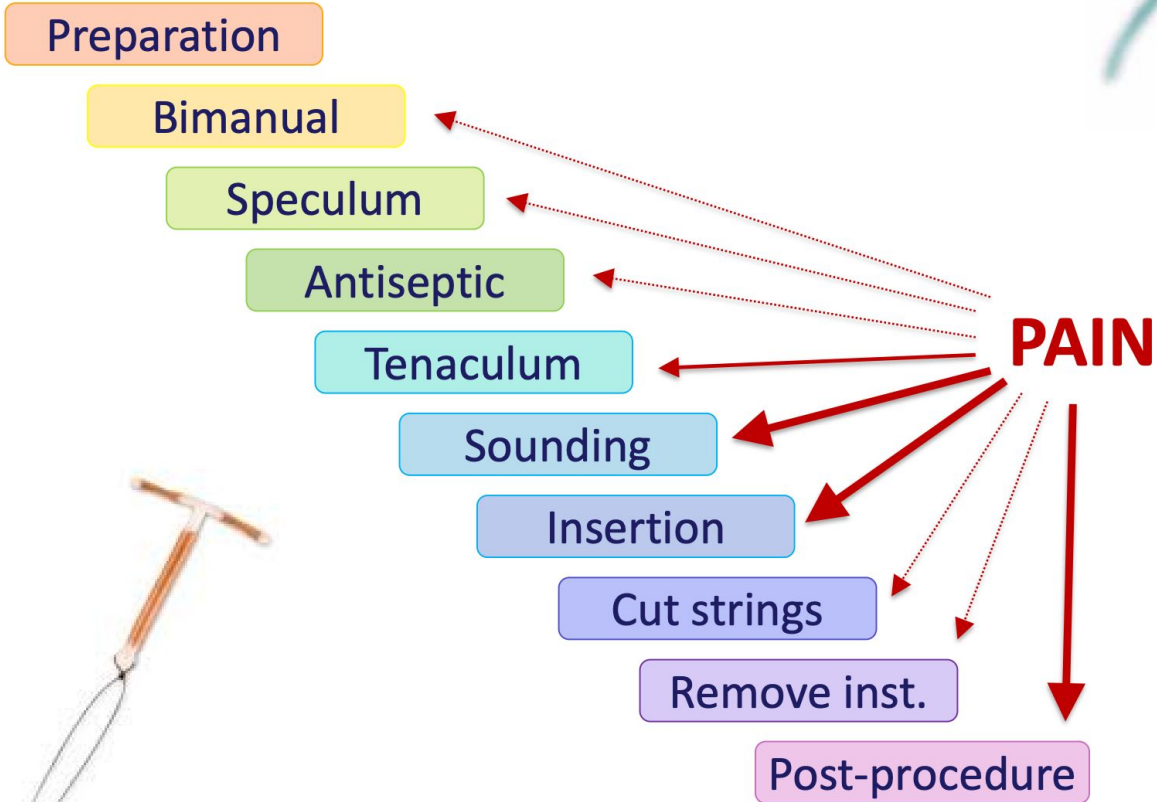 Preparation
Bimanual
Speculum
Antiseptic
PAIN
Tenaculum
Sounding
Insertion
Cut strings
Remove inst.
Post-procedure